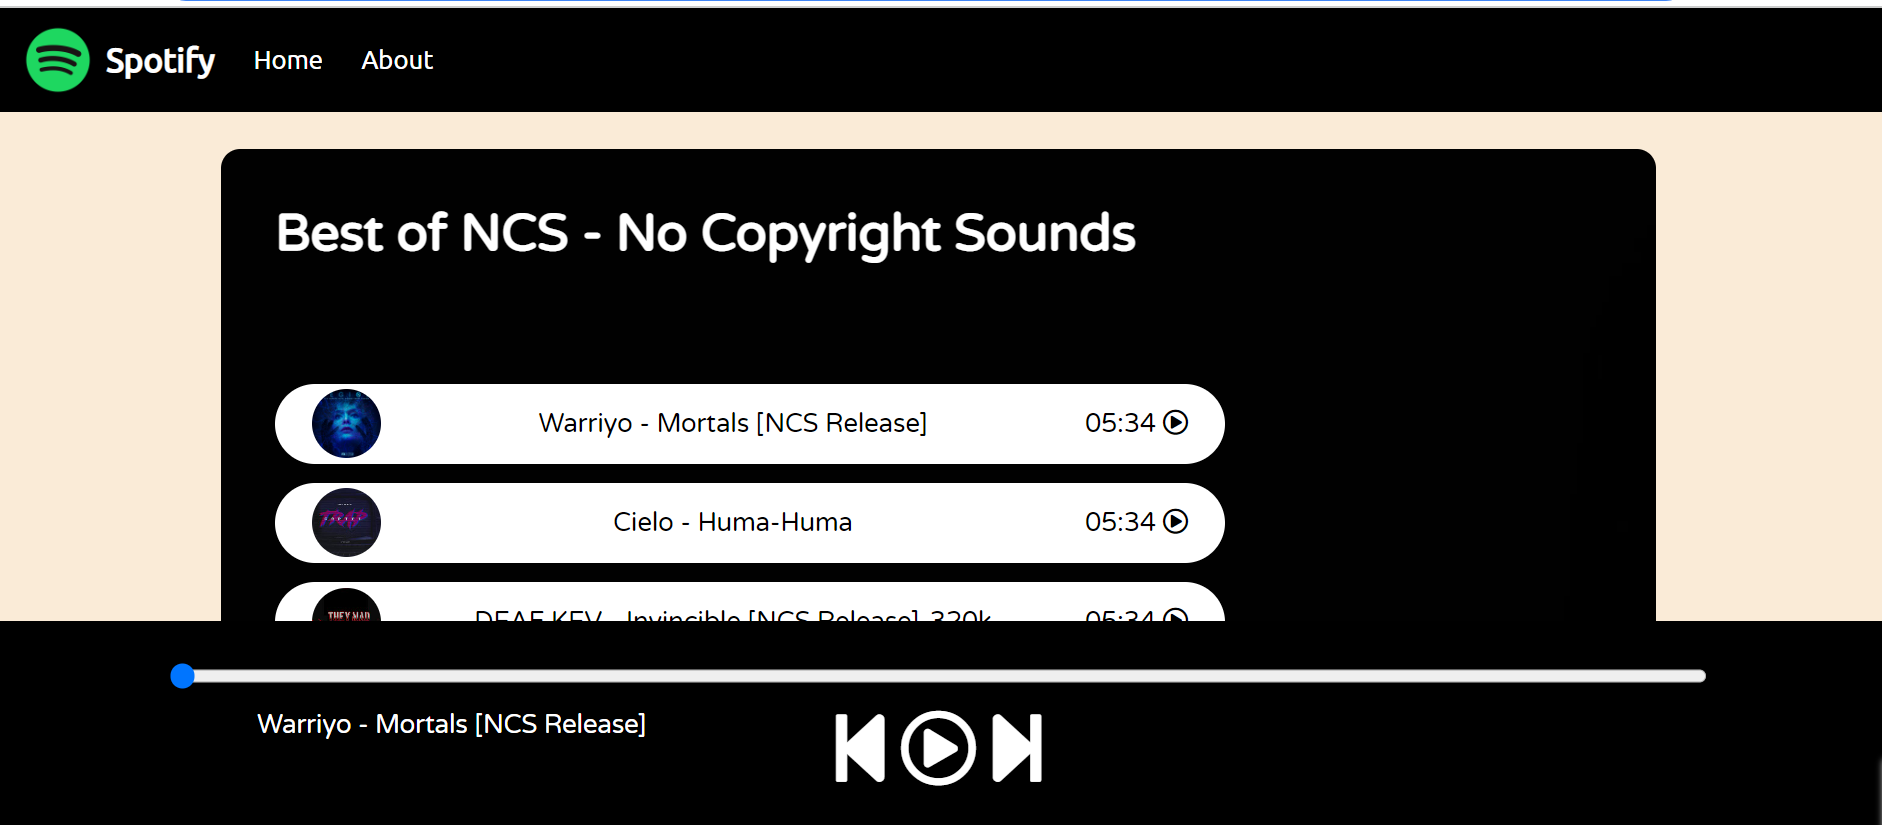 Spotify Home About
Best of NCS - No Copyright Sounds
Warriyo - Mortals [NCS Release] 05:34
TRAP
Cielo - Huma-Huma 05:34
THEY MAD
DEAF KEV - Invincible [NCS Release]-320k 05:34
Warriyo - Mortals [NCS Release]